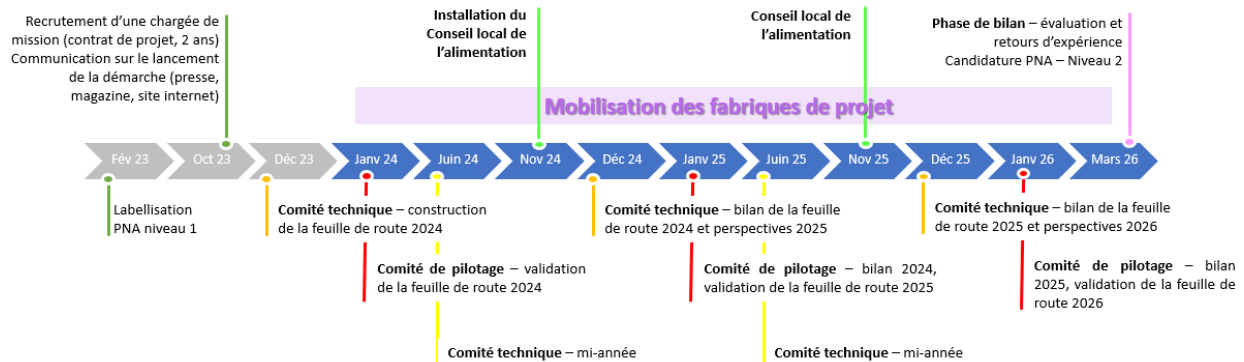 Recrutement d’une chargée de
mission (contrat de projet, 2 ans)
Communication sur le lancement
de la démarche (presse,
magazine, site internet)
Installation du
Conseil local de
l’alimentation
Conseil local de
l’alimentation
Phase de bilan – évaluation et
retours d’expérience
Candidature PNA – Niveau 2
Mobilisation des fabriques de projet
Fév 23
Oct 23
Déc 23
Janv 24
Juin 24
Nov 24
Déc 24
Janv 25
Juin 25
Nov 25
Déc 25
Janv 26
Mars 26
Labellisation
PNA niveau 1
Comité technique – construction
de la feuille de route 2024
Comité de pilotage – validation
de la feuille de route 2024
Comité technique – mi-année
Comité technique – bilan de la feuille
de route 2024 et perspectives 2025
Comité de pilotage – bilan 2024,
validation de la feuille de route 2025
Comité technique – mi-année
Comité technique – bilan de la feuille
de route 2025 et perspectives 2026
Comité de pilotage – bilan
2025, validation de la feuille de
route 2026